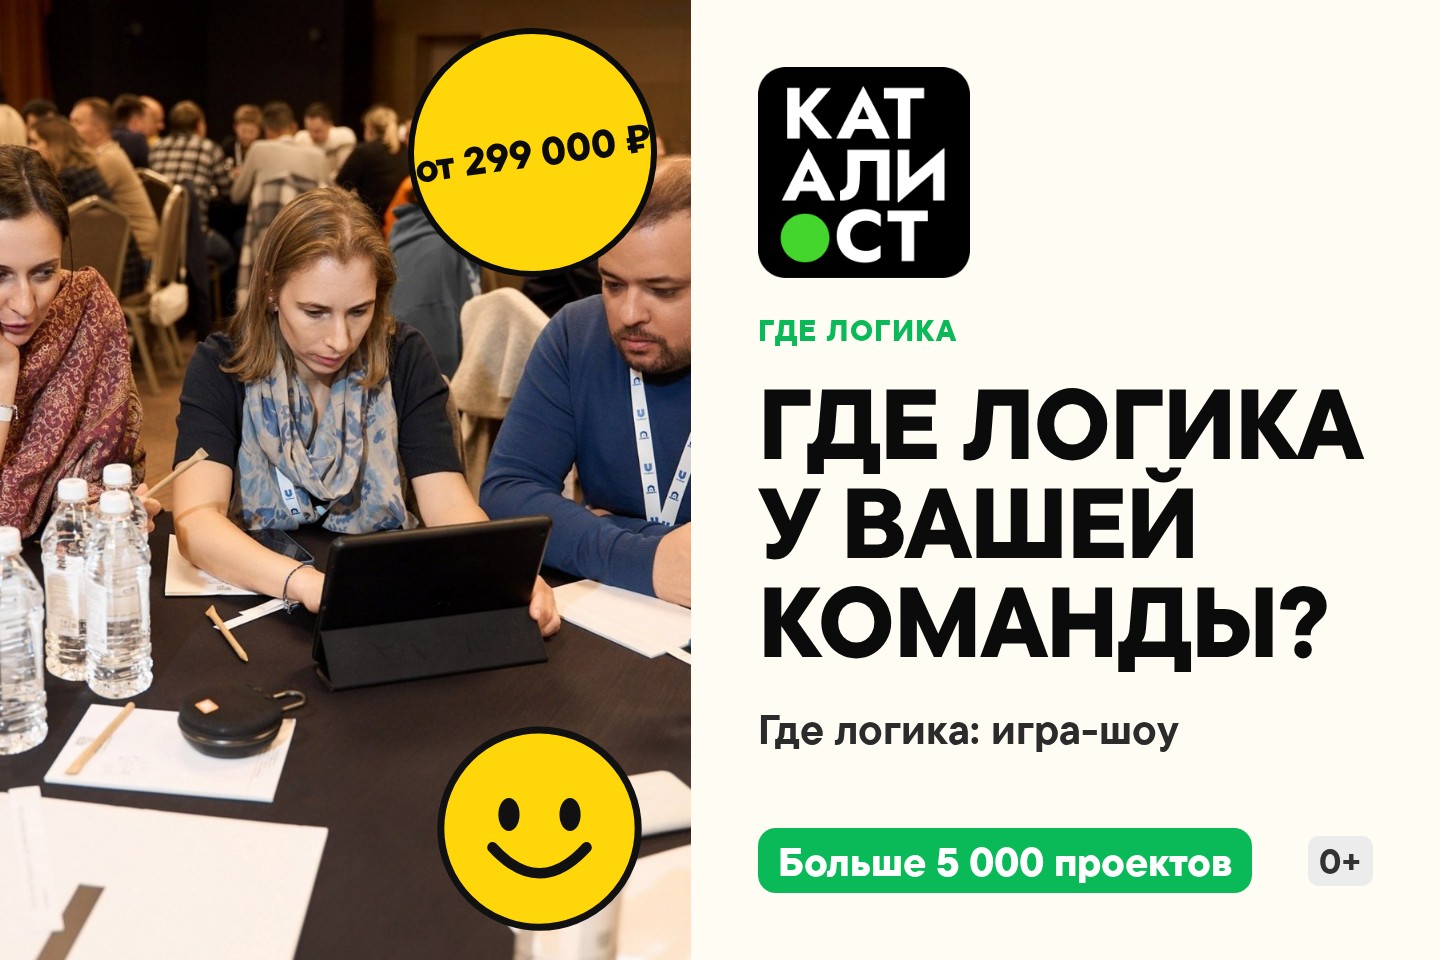 от 299 000 ₽
КАТ
АЛИ
СТ
ГДЕ ЛОГИКА
ГДЕ ЛОГИКА
У ВАШЕЙ
КОМАНДЫ?
Где логика: игра-шоу
Больше 5 000 проектов
0+